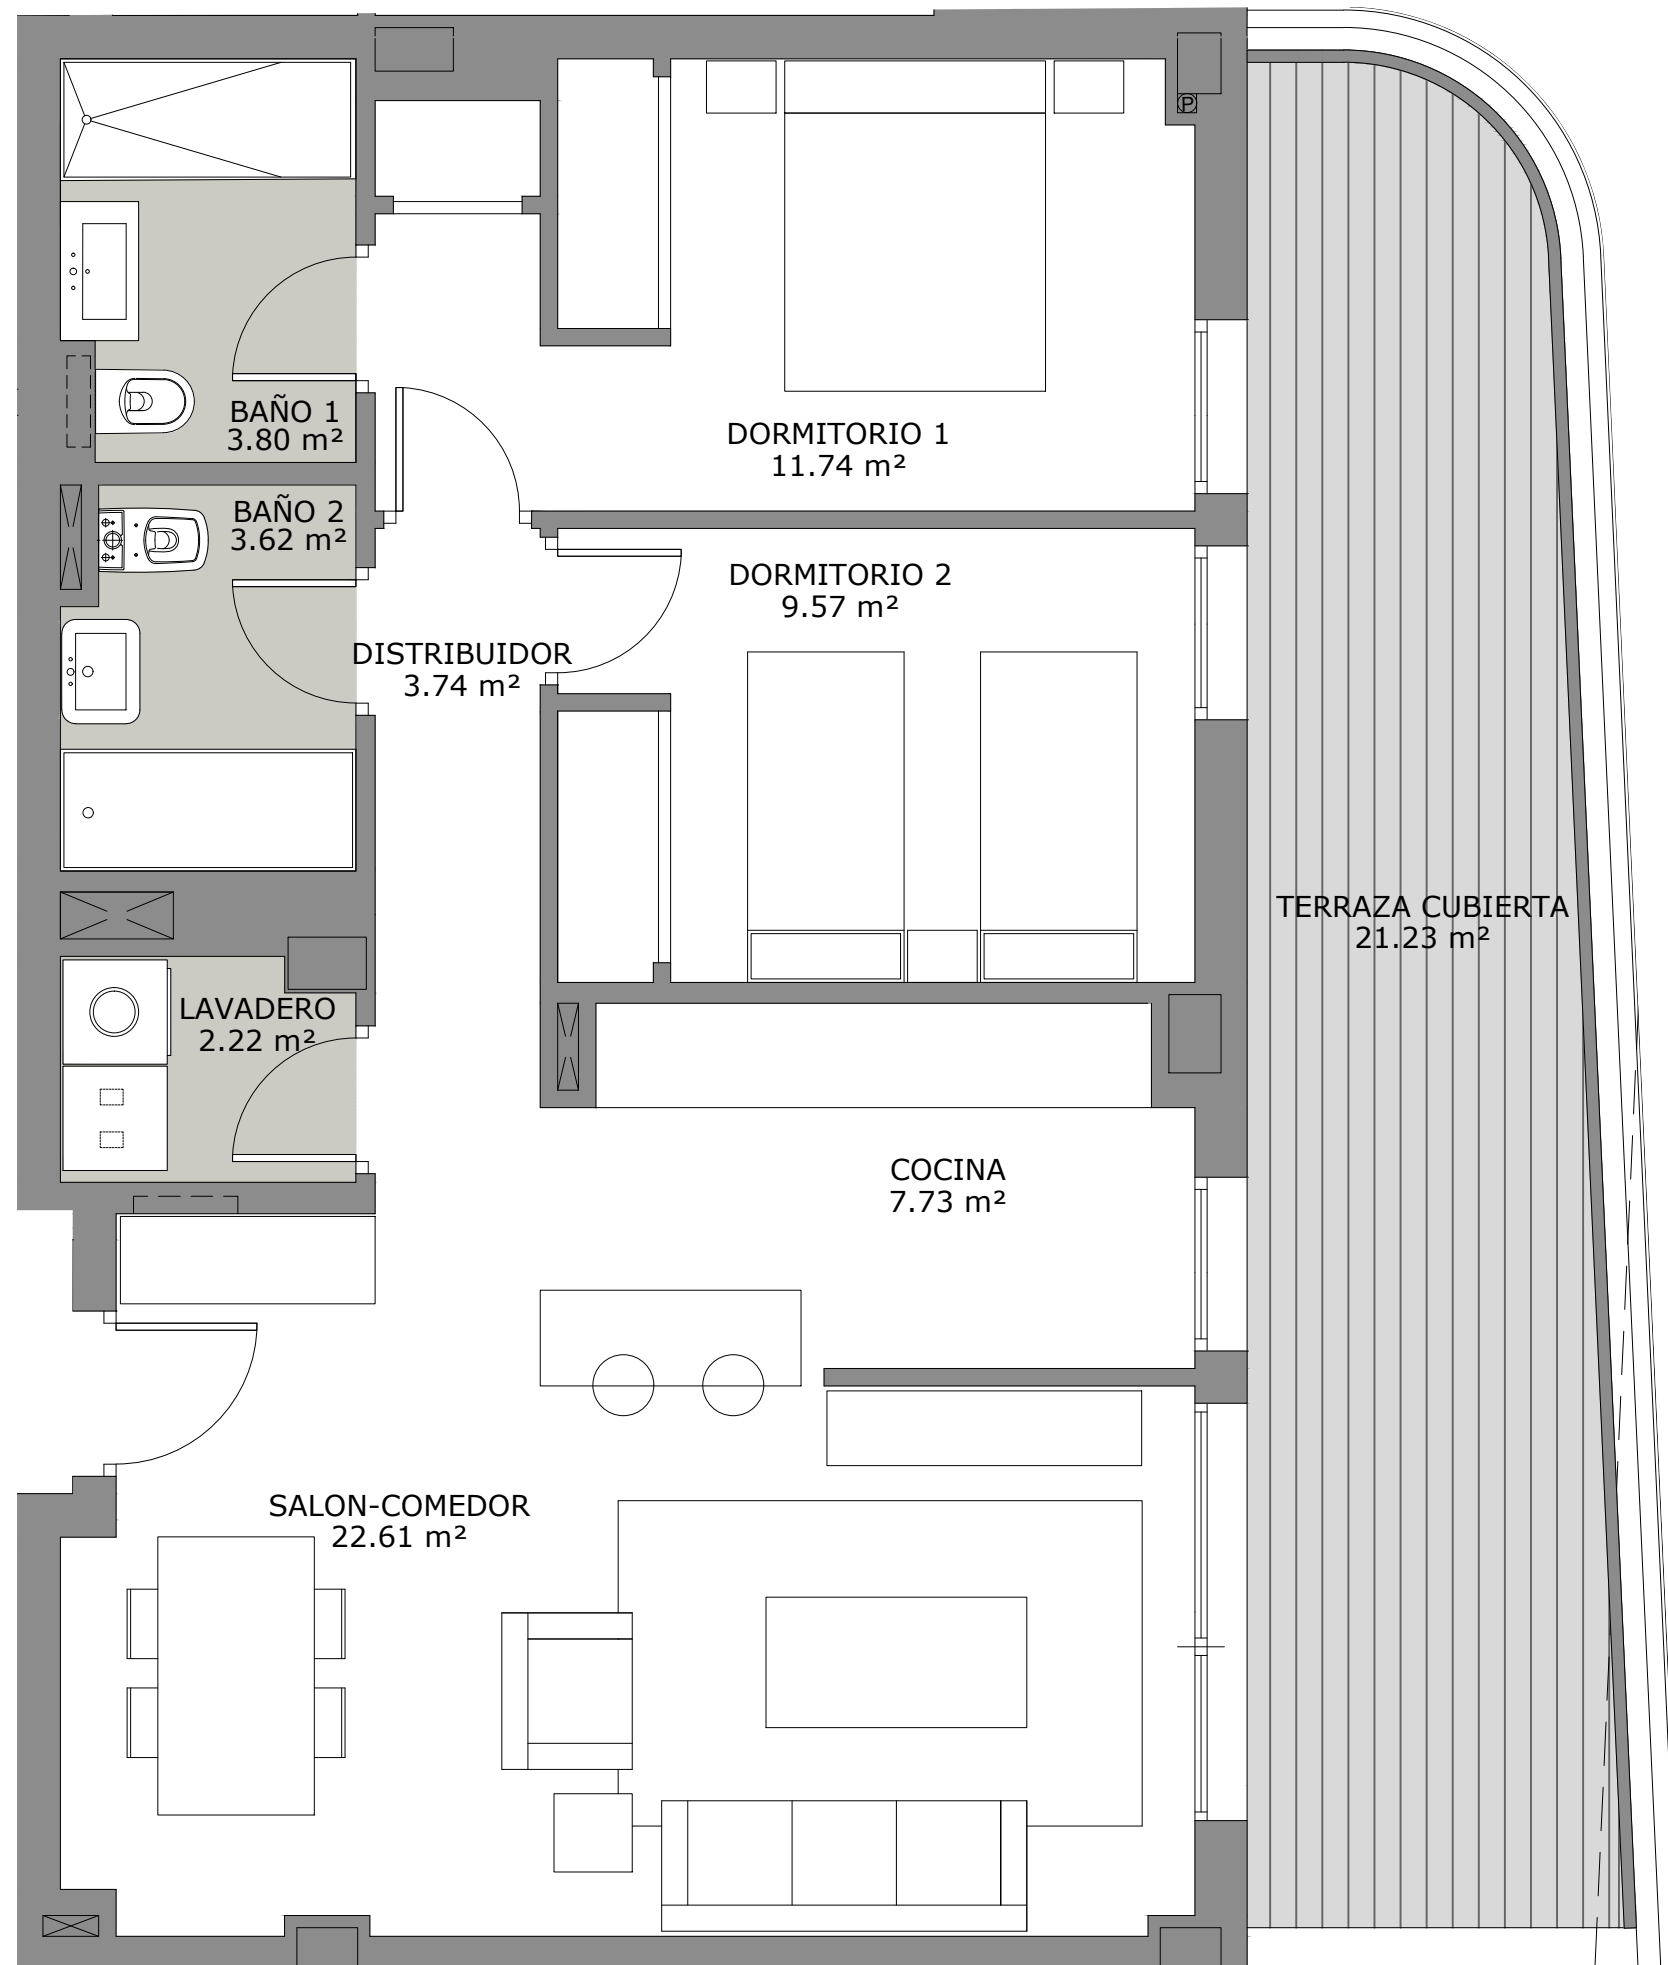 P
BAÑO 1
3.80 m²
DORMITORIO 1
11.74 m²
BAÑO 2
3.62 m²
DORMITORIO 2
9.57 m²
DISTRIBUIDOR
3.74 m²
TERRAZA CUBIERTA
21.23 m²
LAVADERO
2.22 m²
COCINA
7.73 m²
SALON-COMEDOR
22.61 m²